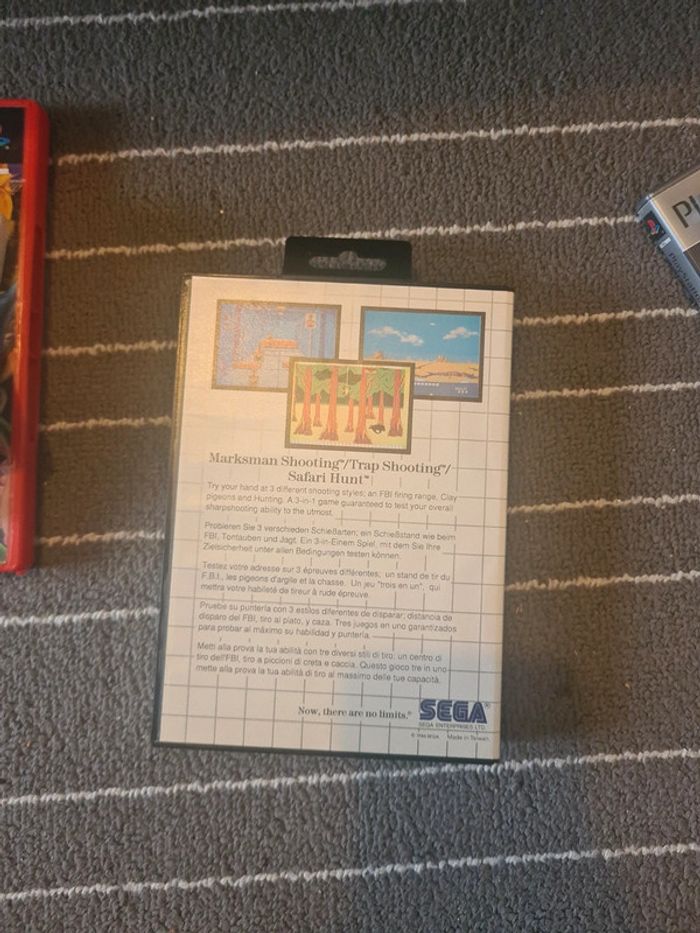 PL
Marksman Shooting™/Trap Shooting™/
Safari Hunt™
Try your hand at 3 different shooting styles; an FBI firing range, Clay
pigeons and Hunting. A 3-in-1 game guaranteed to test your overall
sharpshooting ability to the utmost.
Probieren Sie 3 verschieden Schießarten; ein Schießstand wie beim
FBI, Tontauben und Jagt. Ein 3-in-Einem Spiel, mit dem Sie Ihre
Zielsicherheit unter allen Bedingungen testen können.
Testez votre adresse sur 3 épreuves différentes; un stand de tir du
F.B.I., les pigeons d'argile et la chasse. Un jeu "trois en un", qui
mettra votre habileté de tireur à rude épreuve.
Pruebe su puntería con 3 estilos diferentes de disparar; distancia de
disparo del FBI, tiro al plato, y caza. Tres juegos en uno garantizados
para probar al máximo su habilidad y puntería.
Metti alla prova la tua abilità con tre diversi stili di tiro: un centro di
tiro dell'FBI, tiro a piccioni di creta e caccia. Questo gioco tre in uno
mette alla prova la tua abilità di tiro al massimo delle tue capacità.
Now, there are no limits.® SEGA®
SEGA ENTERPRISES LTD.
© 1986 SEGA Made in Taiwan